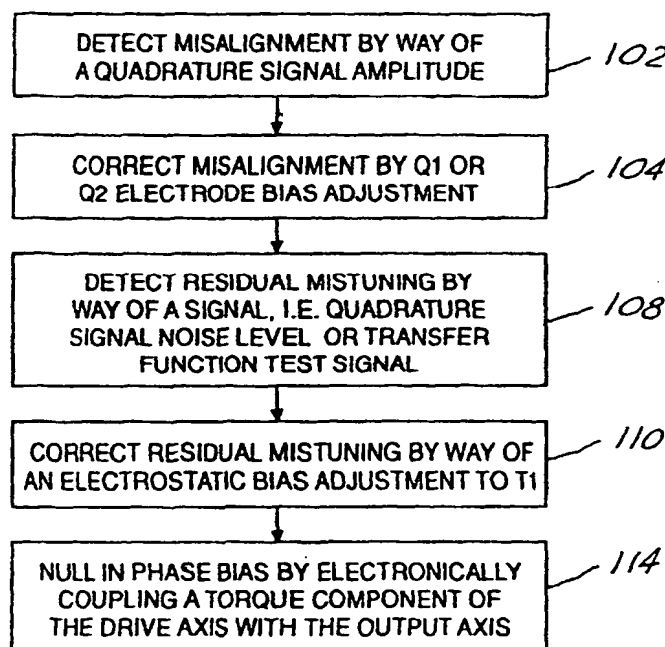 DETECT MISALIGNMENT BY WAY OF
A QUADRATURE SIGNAL AMPLITUDE
102
CORRECT MISALIGNMENT BY Q1 OR
Q2 ELECTRODE BIAS ADJUSTMENT
104
DETECT RESIDUAL MISTUNING BY
WAY OF A SIGNAL, I.E. QUADRATURE
SIGNAL NOISE LEVEL OR TRANSFER
FUNCTION TEST SIGNAL
108
CORRECT RESIDUAL MISTUNING BY WAY OF
AN ELECTROSTATIC BIAS ADJUSTMENT TO T1
110
NULL IN PHASE BIAS BY ELECTRONICALLY
COUPLING A TORQUE COMPONENT OF
THE DRIVE AXIS WITH THE OUTPUT AXIS
114